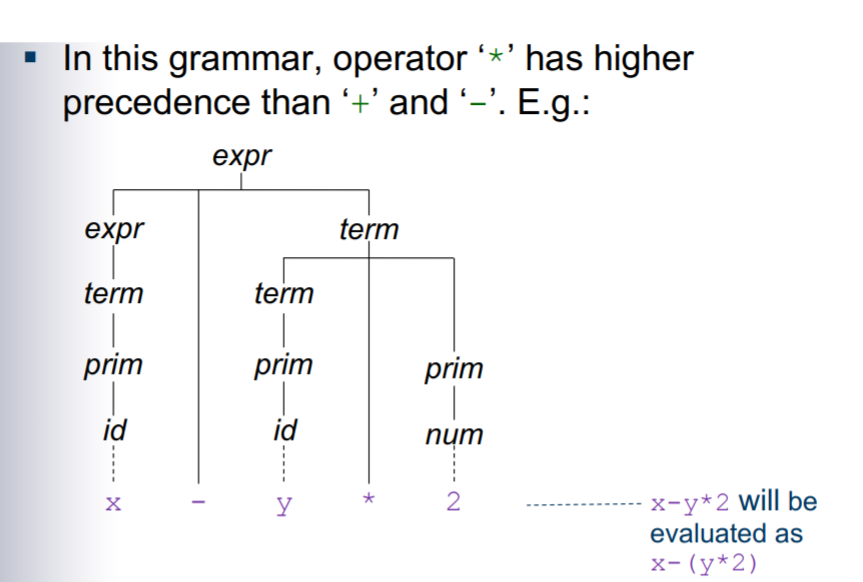 ▪ In this grammar, operator ‘*’ has higher
precedence than ‘+’ and ‘-’. E.g.:
expr
expr term
term term
prim prim prim
id id num
x - y * 2
x-y*2 will be
evaluated as
x-(y*2)